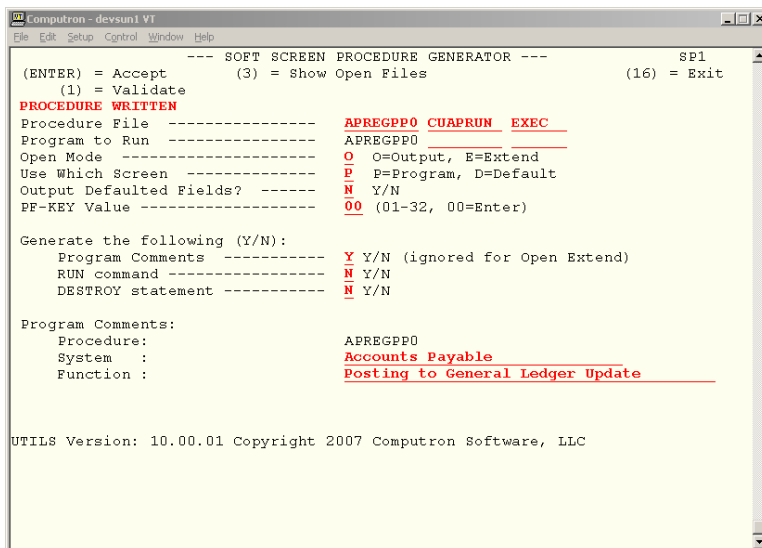 Computron - devsun1 VT
File Edit Setup Control Window Help
--- SOFT SCREEN PROCEDURE GENERATOR --- SP1
(ENTER) = Accept (3) = Show Open Files (16) = Exit
(1) = Validate
PROCEDURE WRITTEN
Procedure File ---------------- APREGPP0 CUAPRUN EXEC
Program to Run ---------------- APREGPP0
Open Mode --------------------- O O=Output, E=Extend
Use Which Screen -------------- P P=Program, D=Default
Output Defaulted Fields? ------ N Y/N
PF-KEY Value ------------------ 00 (01-32, 00=Enter)
Generate the following (Y/N):
Program Comments ----------- Y Y/N (ignored for Open Extend)
RUN command ---------------- N Y/N
DESTROY statement ---------- N Y/N
Program Comments:
Procedure: APREGPP0
System : Accounts Payable
Function : Posting to General Ledger Update
UTILS Version: 10.00.01 Copyright 2007 Computron Software, LLC